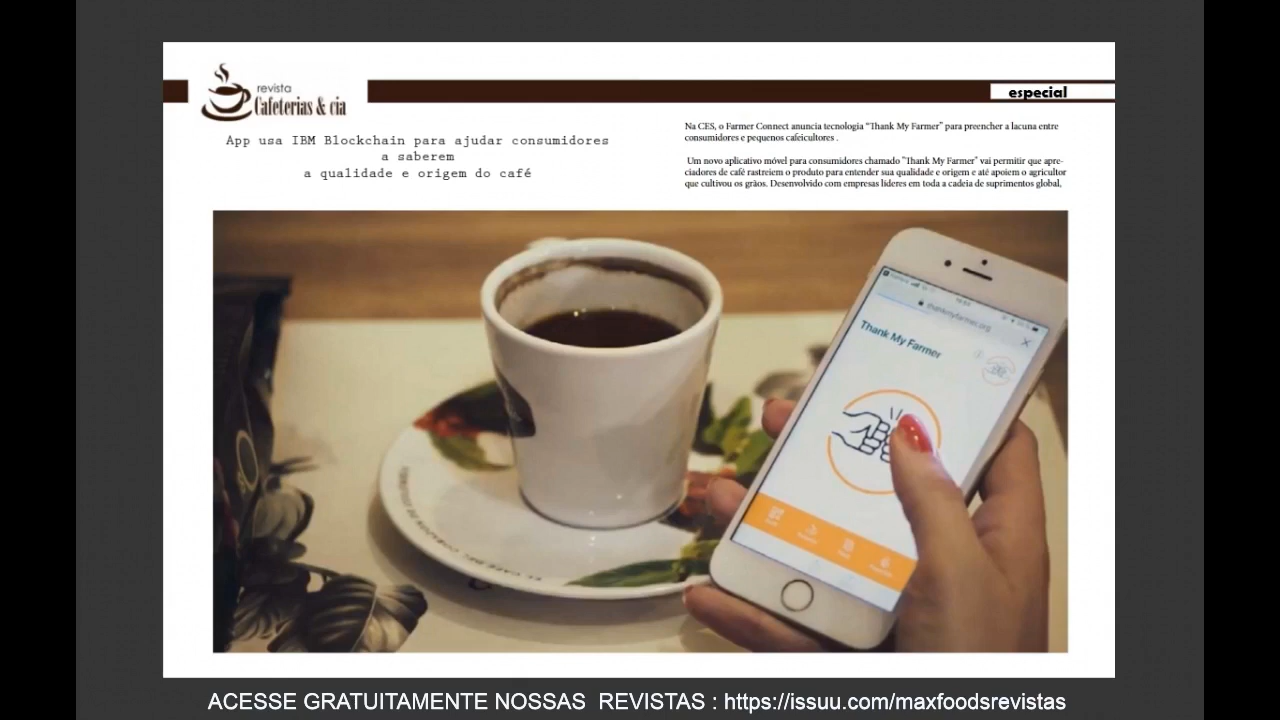 revista
Cafeterias & cia
especial
App usa IBM Blockchain para ajudar consumidores
a saberem
a qualidade e origem do café
Na CES, o Farmer Connect anuncia tecnologia “Thank My Farmer” para preencher a lacuna entre
consumidores e pequenos cafeicultores .
Um novo aplicativo móvel para consumidores chamado "Thank My Farmer" vai permitir que apre-
ciadores de café rastreiem o produto para entender sua qualidade e origem e até apoiem o agricultor
que cultivou os grãos. Desenvolvido com empresas líderes em toda a cadeia de suprimentos global,
thankmyfarmer.org
Thank My Farmer
ACESSE GRATUITAMENTE NOSSAS REVISTAS : https://issuu.com/maxfoodsrevistas